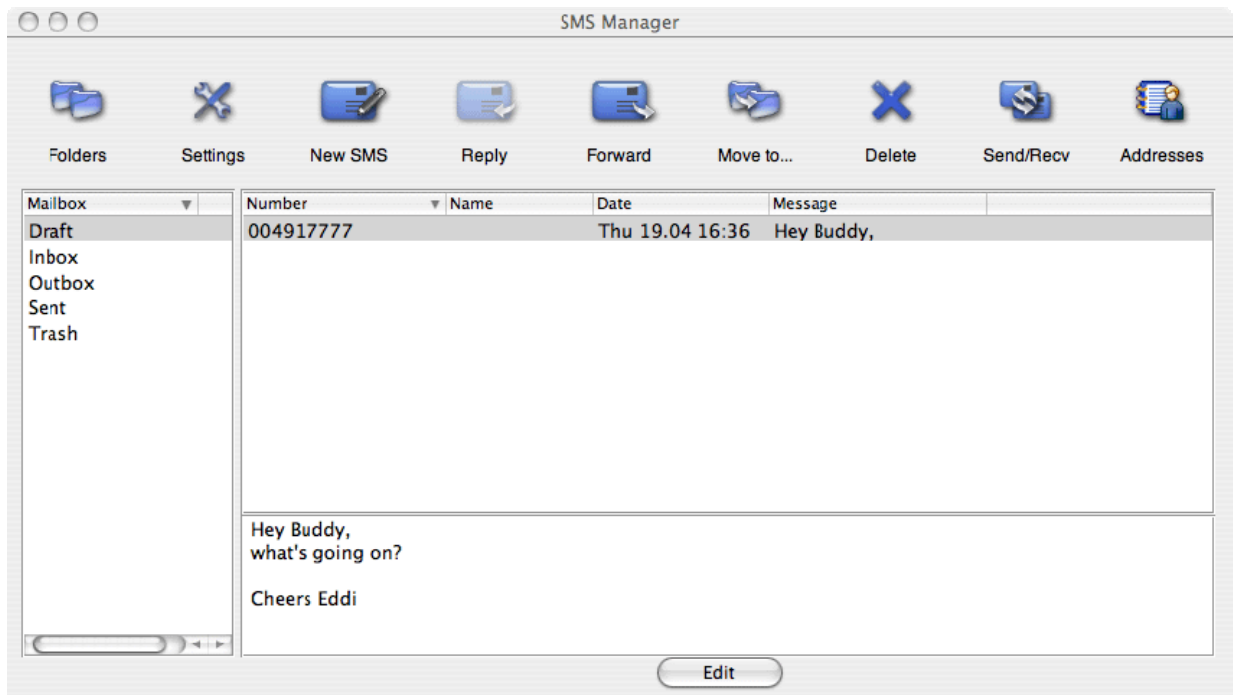 SMS Manager
Folders Settings New SMS Reply Forward Move to... Delete Send/Recv Addresses
Mailbox
Draft
Inbox
Outbox
Sent
Trash
Number Name Date Message
004917777 Thu 19.04 16:36 Hey Buddy,
Hey Buddy,
what's going on?
Cheers Eddi
Edit